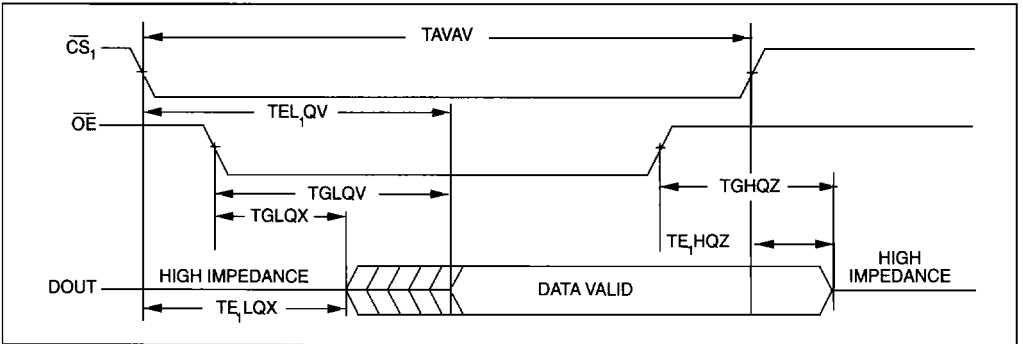 TAVAV
CS1
TEL1QV
OE
TGLQV
TGHQZ
TGLQX
TE1HQZ
HIGH IMPEDANCE
HIGH
IMPEDANCE
DOUT
DATA VALID
TE1LQX